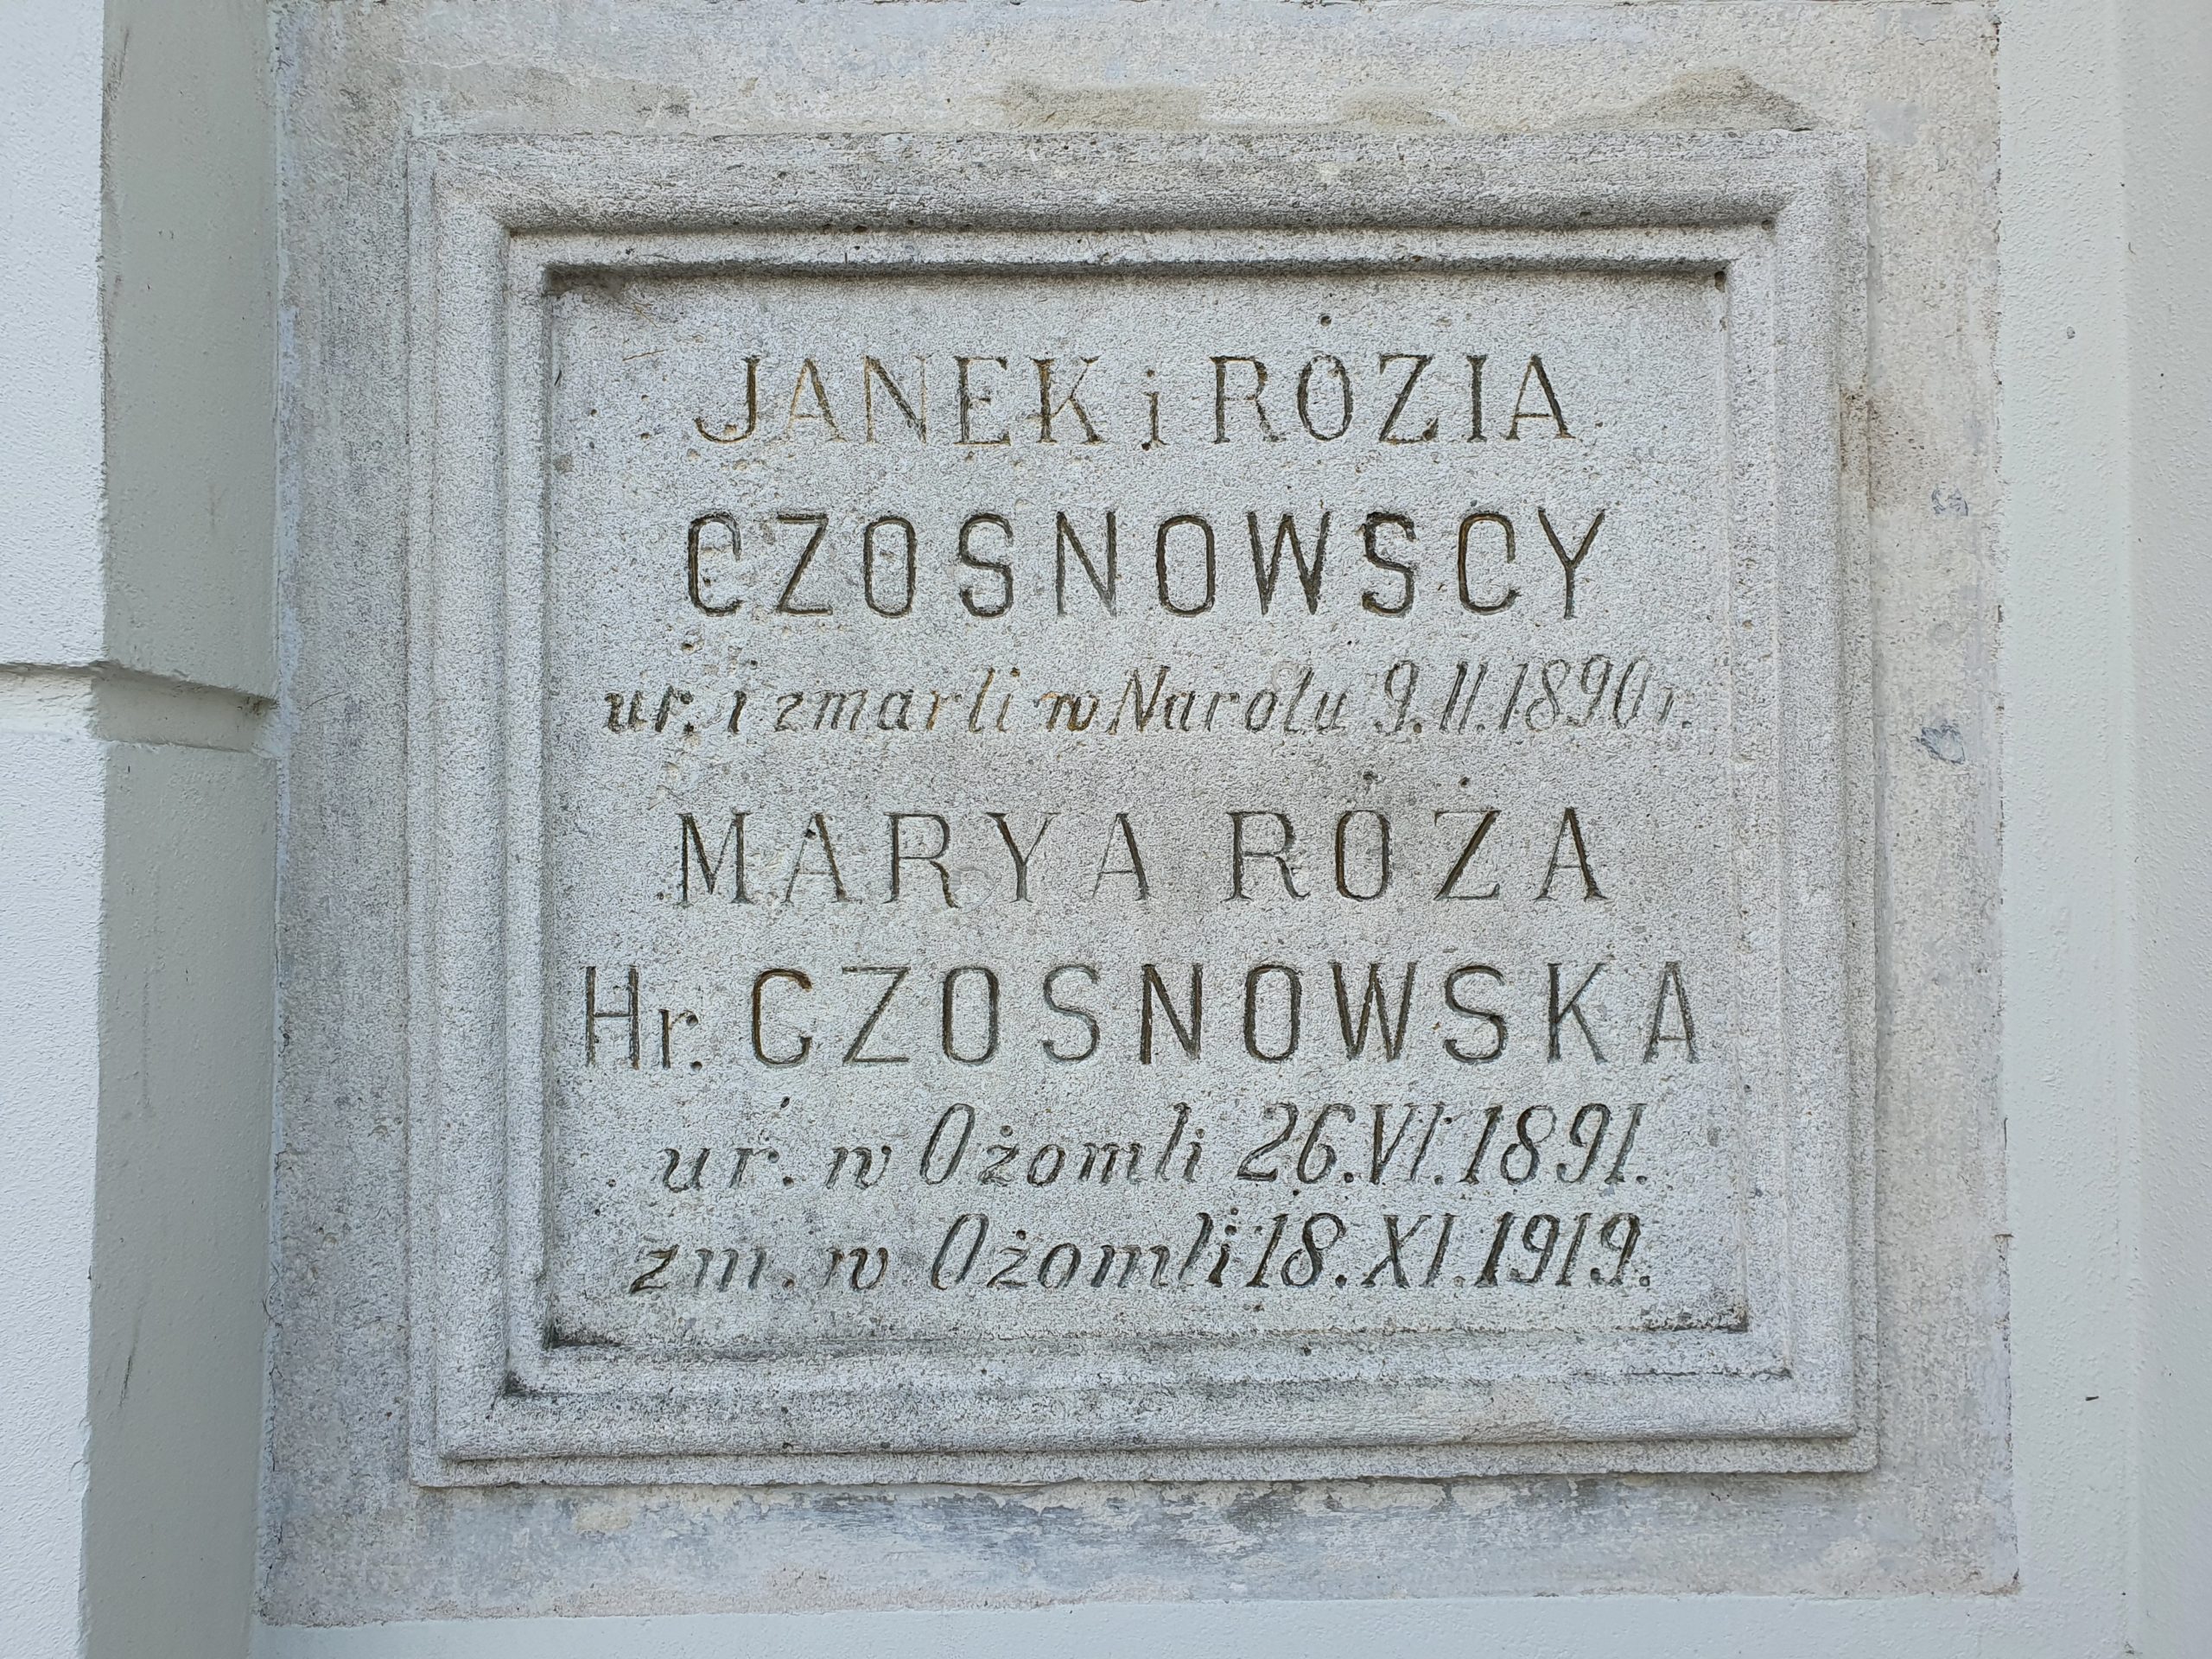 JANEK i RÓZIA
CZOSNOWSCY
ur. i zmarli w Narolu 9.II.1890 r.
MARYA RÓŻA
Hr. CZOSNOWSKA
ur. w Ożomli 26.VI.1891.
zm. w Ożomli 18.XI.1919.